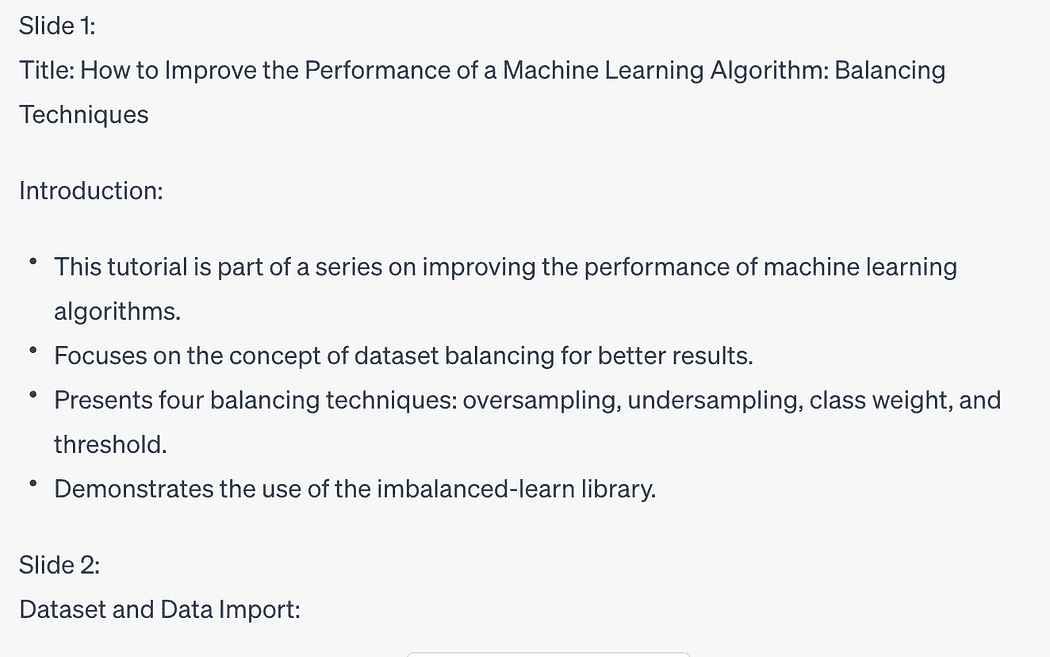 Slide 1:
Title: How to Improve the Performance of a Machine Learning Algorithm: Balancing
Techniques
Introduction:
• This tutorial is part of a series on improving the performance of machine learning
algorithms.
• Focuses on the concept of dataset balancing for better results.
• Presents four balancing techniques: oversampling, undersampling, class weight, and
threshold.
• Demonstrates the use of the imbalanced-learn library.
Slide 2:
Dataset and Data Import: